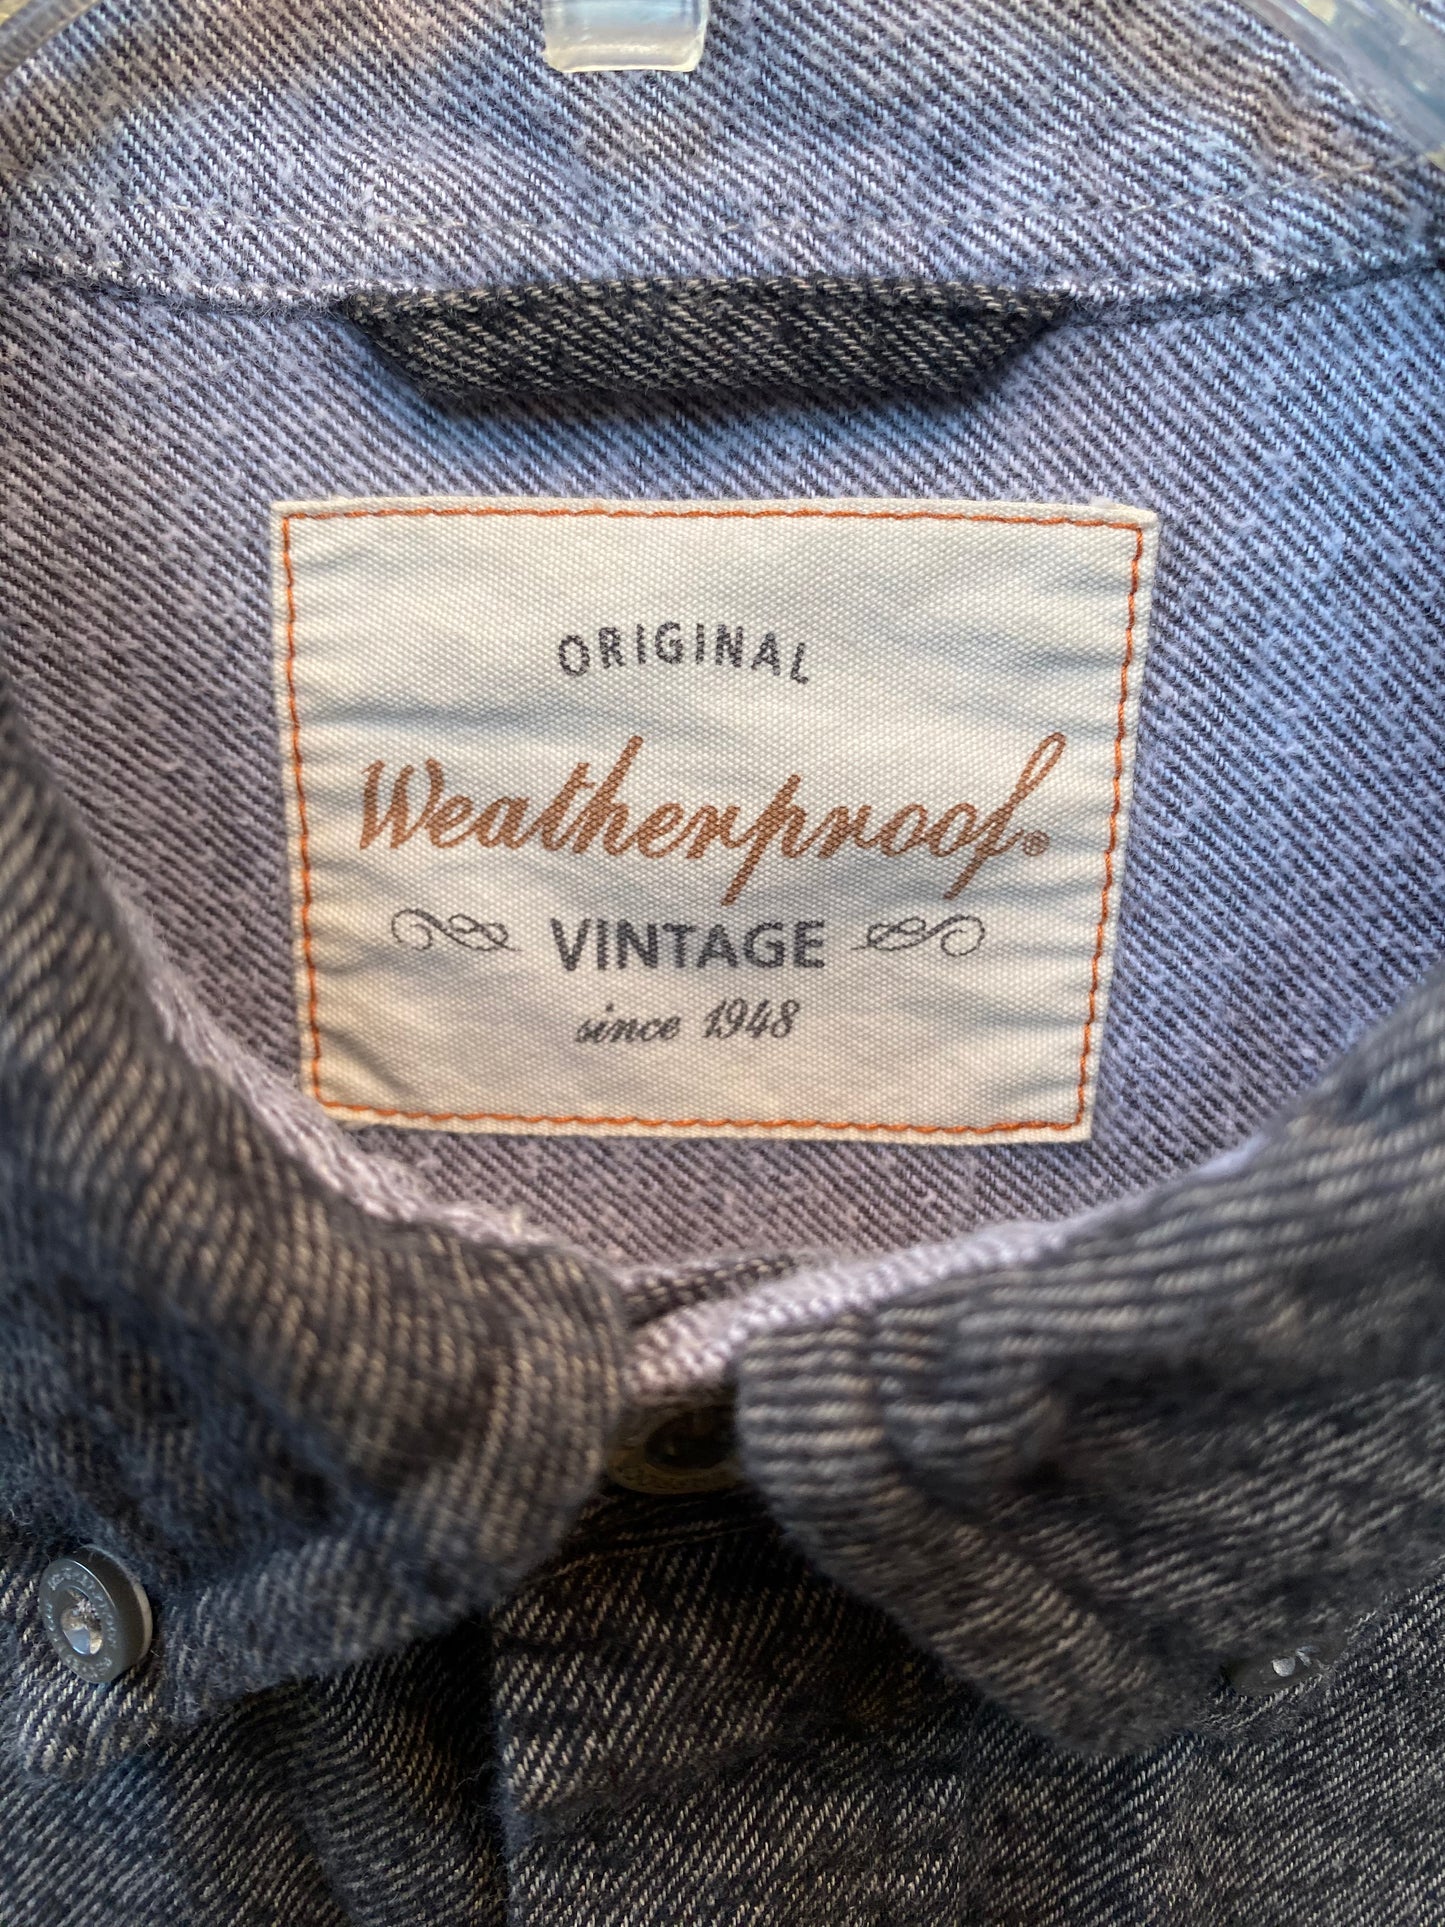 ORIGINAL
Weatherproof®
VINTAGE
since 1948